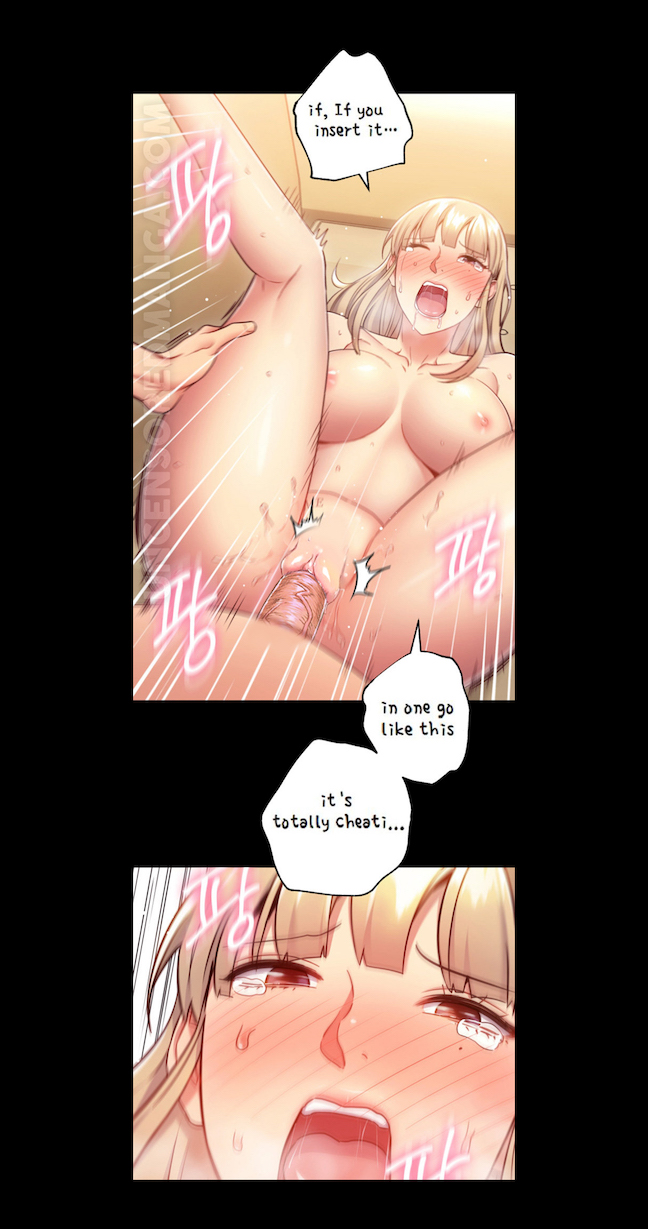 if, If you
insert it…
팡
팡
팡
in one go
like this
it's
totally cheati...
팡
팡